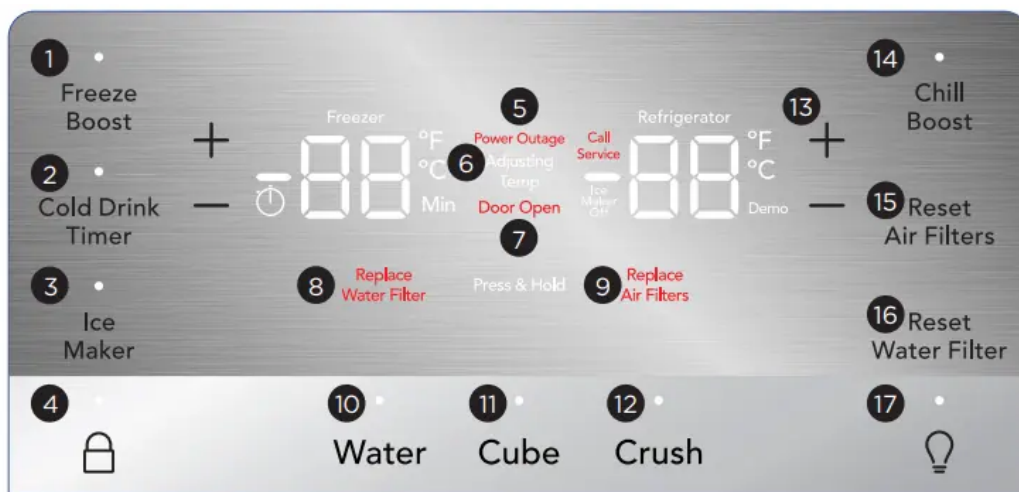 1
Freeze
Boost
2
Cold Drink
Timer
3
Ice
Maker
4
Freezer
+
-
-88
°F
°C
Min
5
Power Outage
6
Adjusting
Temp
Door Open
7
Call
Service
Ice
Maker
Off
Refrigerator
-88
°F
°C
Demo
8
Replace
Water Filter
Press & Hold
9
Replace
Air Filters
13
+
-
14
Chill
Boost
15
Reset
Air Filters
16
Reset
Water Filter
10
Water
11
Cube
12
Crush
17